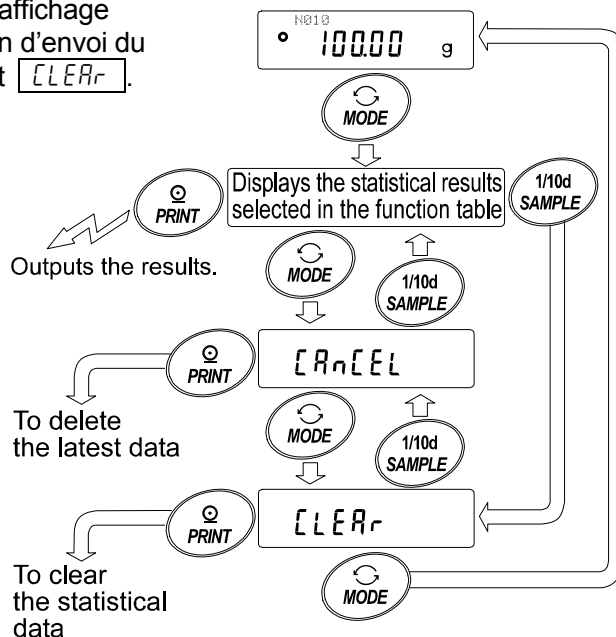 affichage
n d'envoi du
t CLEAr .
N010
100.00 g
MODE
PRINT
Displays the statistical results
selected in the function table
1/10d
SAMPLE
Outputs the results.
MODE
1/10d
SAMPLE
PRINT
CAnCEL
To delete
the latest data
MODE
1/10d
SAMPLE
PRINT
CLEAr
To clear
the statistical
data
MODE